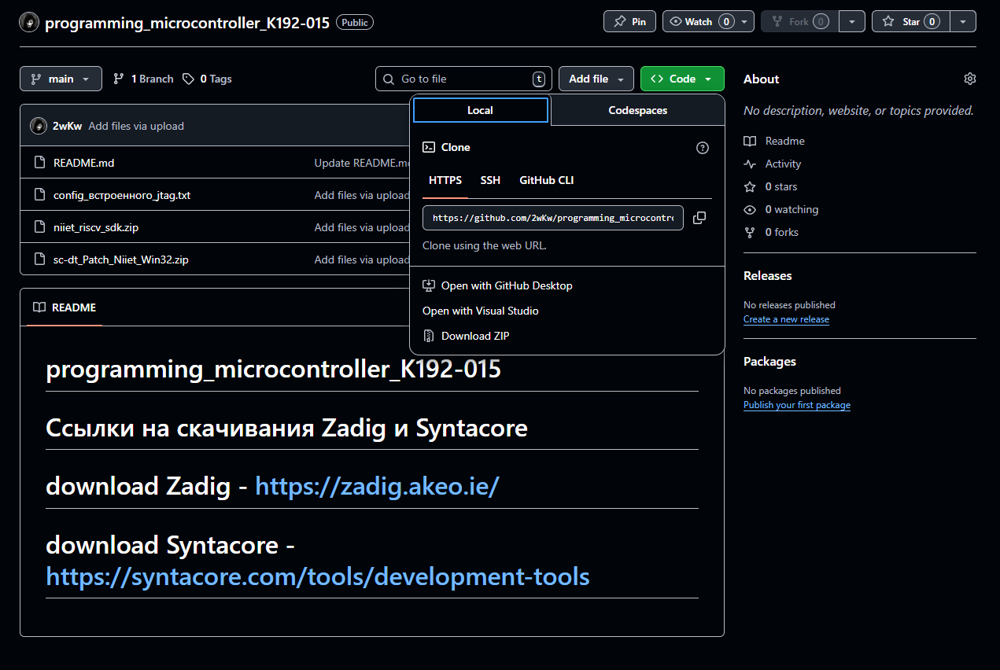 programming_microcontroller_K192-015 Public
Pin Watch 0 Fork 0 Star 0
main 1 Branch 0 Tags Go to file t Add file Code
2wKw Add files via upload
README.md Update README.md
config_встроенного_jtag.txt Add files via upload
niiet_riscv_sdk.zip Add files via upload
sc-dt_Patch_Niiet_Win32.zip Add files via upload
Local Codespaces
Clone
HTTPS SSH GitHub CLI
https://github.com/2wKw/programming_microcontro
Clone using the web URL.
Open with GitHub Desktop
Open with Visual Studio
Download ZIP
README
programming_microcontroller_K192-015
Ссылки на скачивания Zadig и Syntacore
download Zadig - https://zadig.akeo.ie/
download Syntacore -
https://syntacore.com/tools/development-tools
About
No description, website, or topics provided.
Readme
Activity
0 stars
0 watching
0 forks
Releases
No releases published
Create a new release
Packages
No packages published
Publish your first package